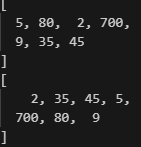 [
5, 80, 2, 700,
9, 35, 45
]
[
2, 35, 45, 5,
700, 80, 9
]